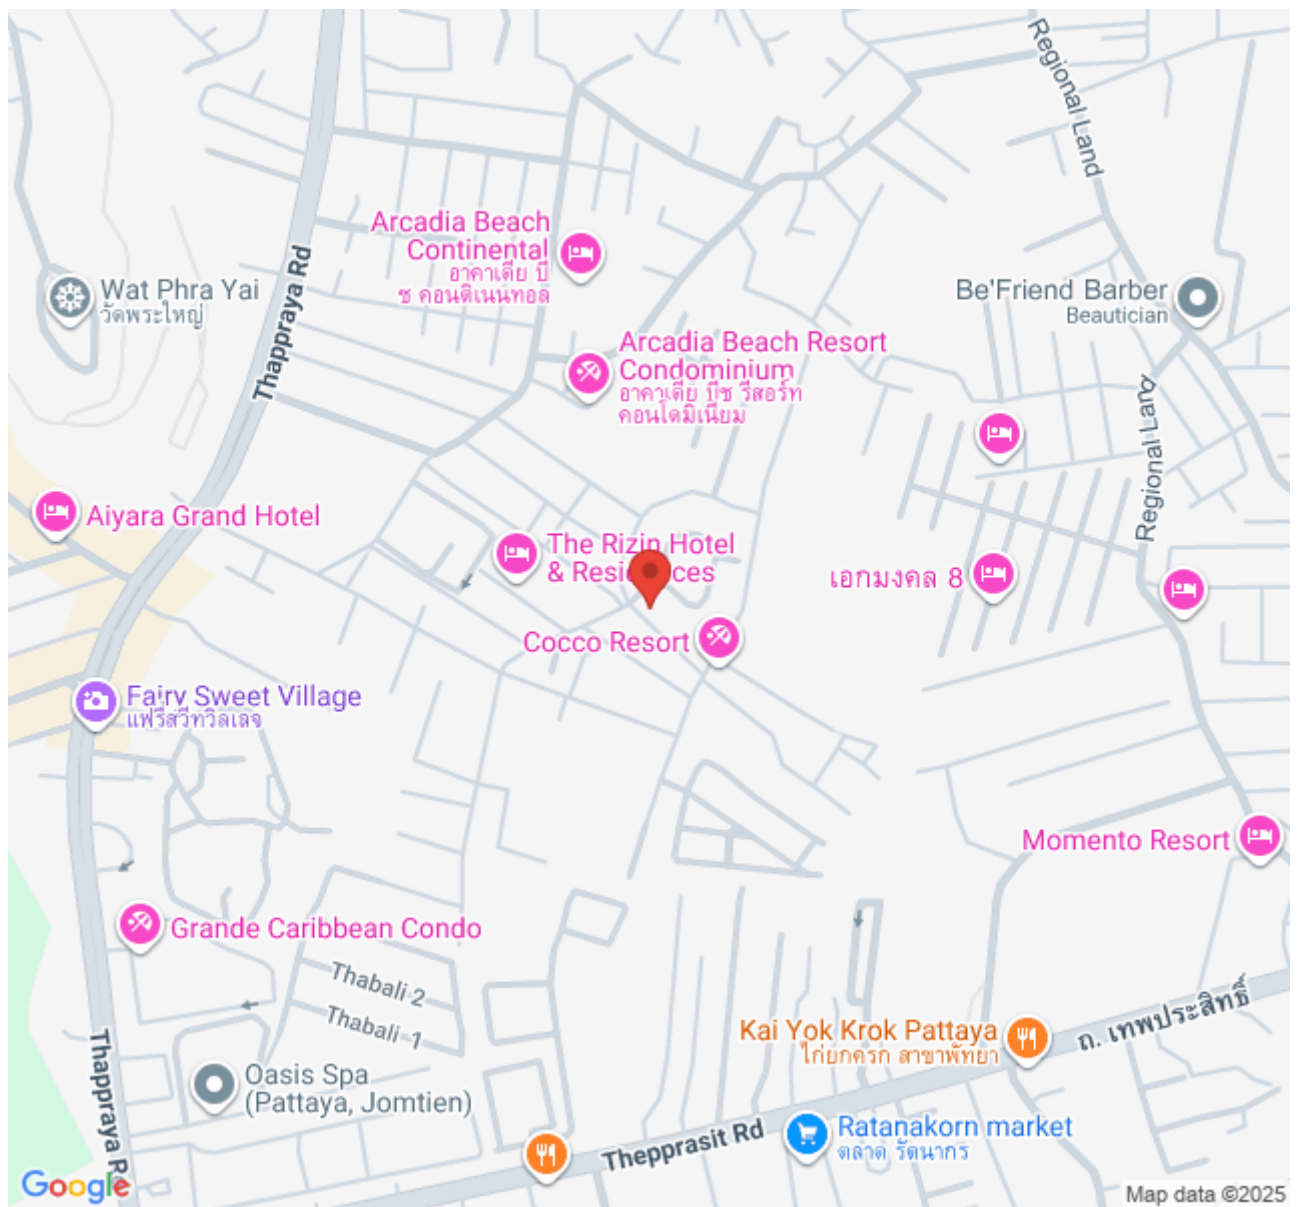 Regional Land
Arcadia Beach
Continental
อาคาเดีย บี
ช คอนติเนนทอล
Thappraya Rd
Wat Phra Yai
วัดพระใหญ่
Be'Friend Barber
Beautician
Arcadia Beach Resort
Condominium
อาคาเดีย บีช รีสอร์ท
คอนโดมิเนียม
Regional Land
Aiyara Grand Hotel
The Rizin Hotel
& Residences
เอกมงคล 8
Cocco Resort
Fairy Sweet Village
แฟรี่สวีทวิลเลจ
Momento Resort
Grande Caribbean Condo
Thabali 2
Thabali 1
ถ. เทพประสิทธิ์
Kai Yok Krok Pattaya
ไก่ยกครก สาขาพัทยา
Oasis Spa
(Pattaya, Jomtien)
Thappraya Rd
Thepprasit Rd
Ratanakorn market
ตลาด รัตนากร
Google
Map data ©2025